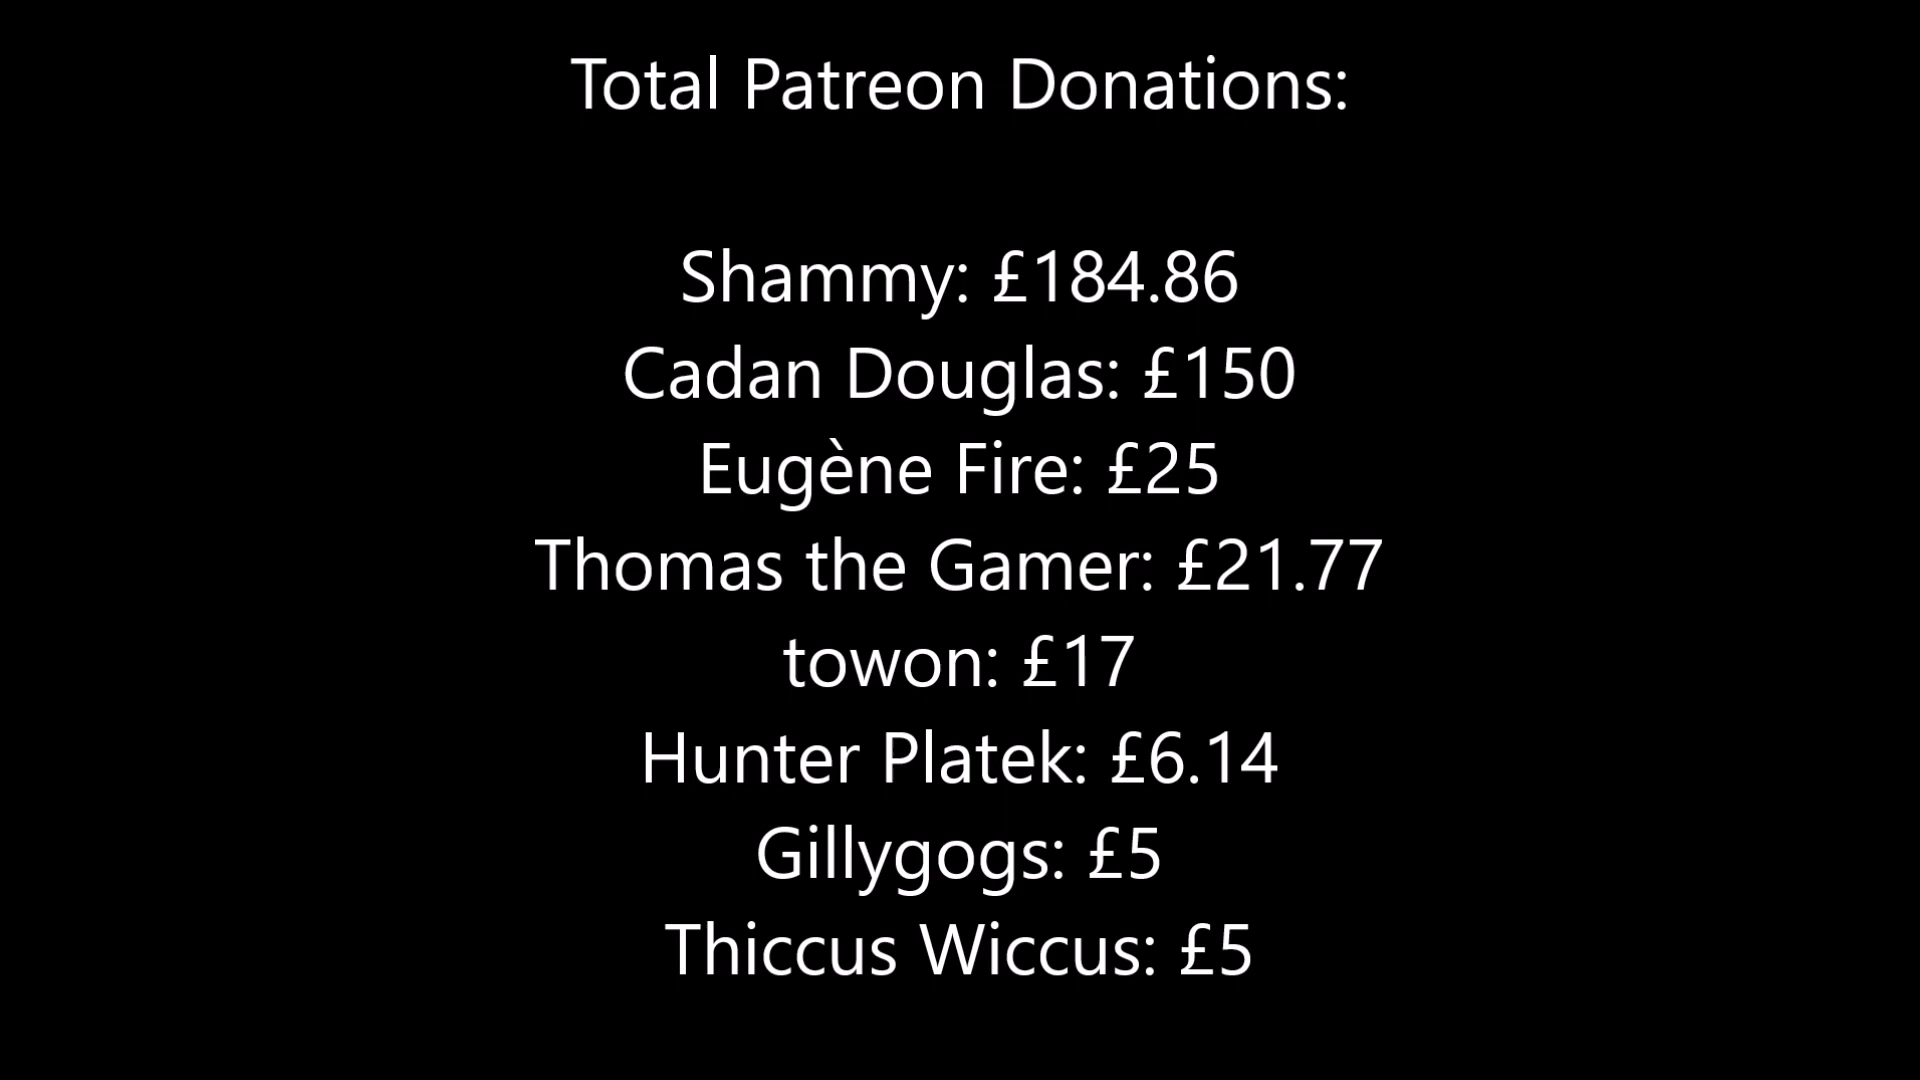 Total Patreon Donations:
Shammy: £184.86
Cadan Douglas: £150
Eugène Fire: £25
Thomas the Gamer: £21.77
towon: £17
Hunter Platek: £6.14
Gillygogs: £5
Thiccus Wiccus: £5